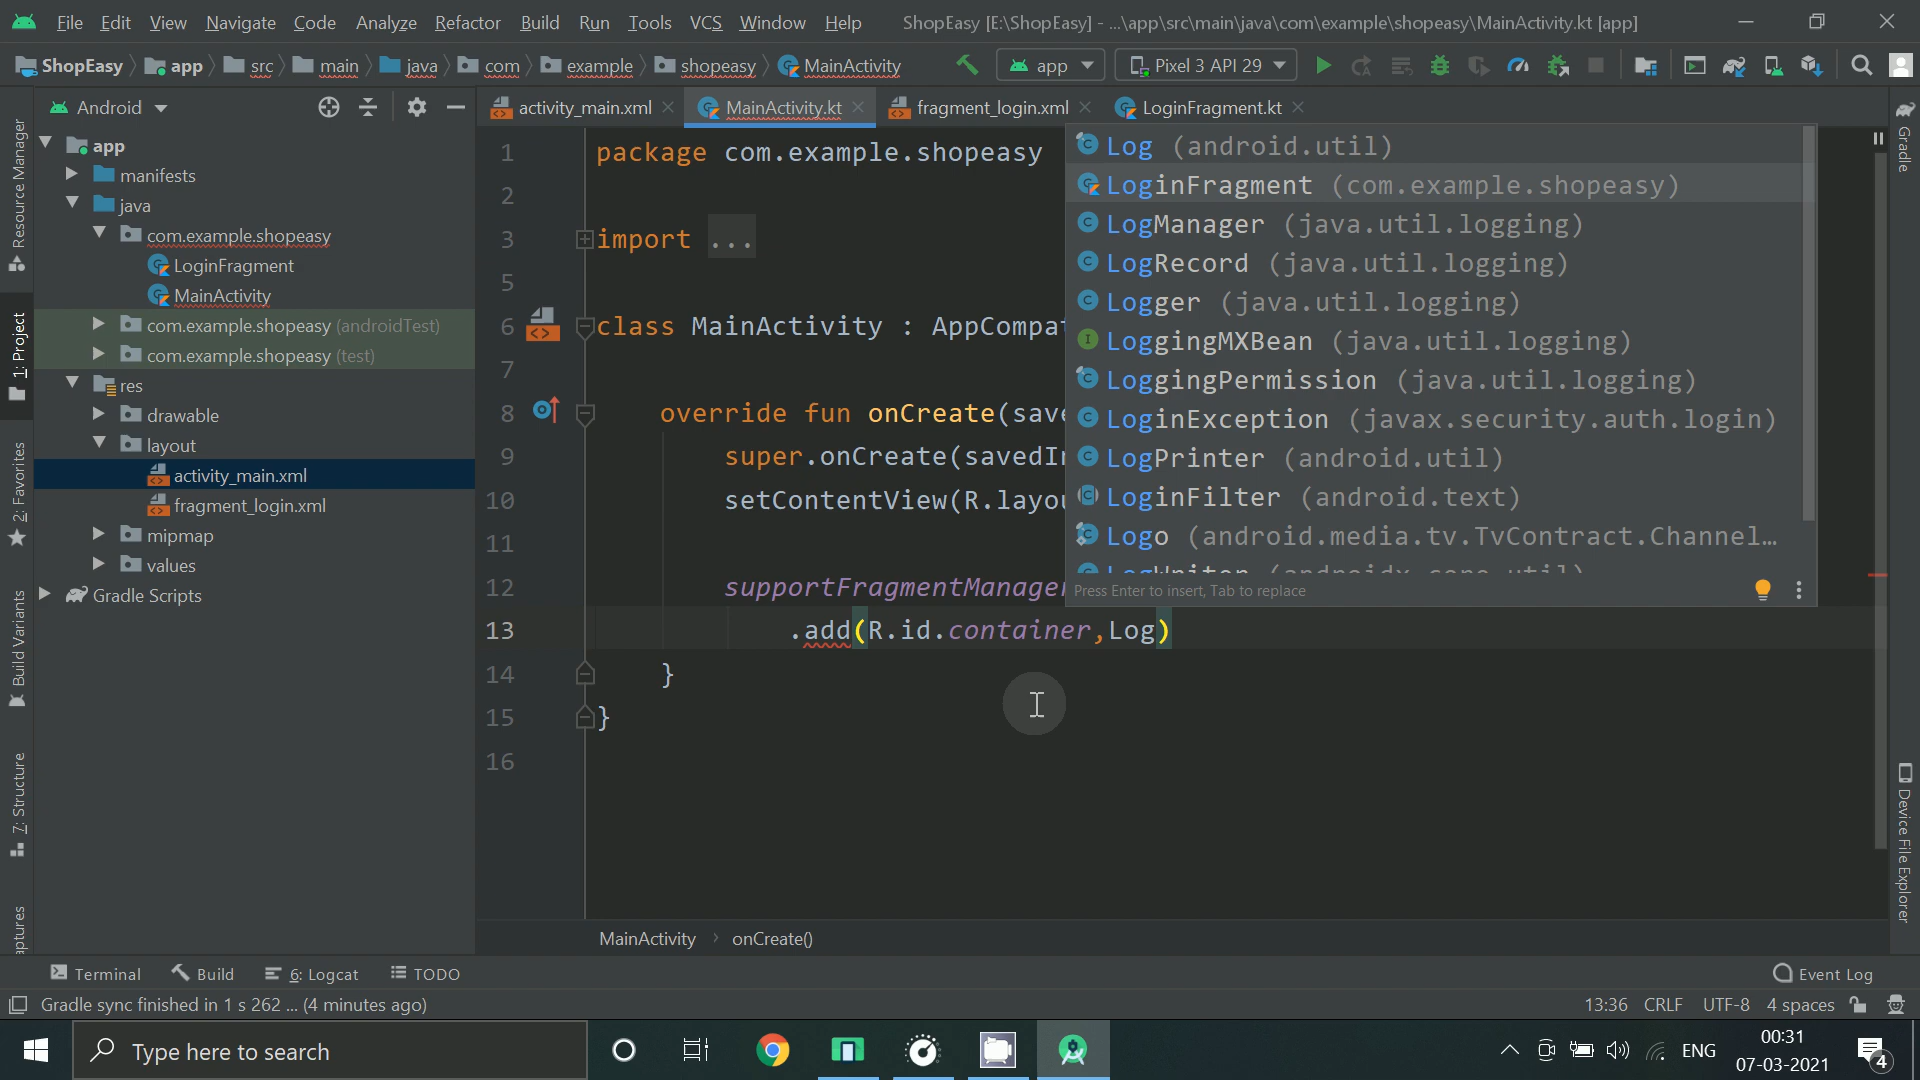 File Edit View Navigate Code Analyze Refactor Build Run Tools VCS Window Help ShopEasy [E:\ShopEasy] - ...\app\src\main\java\com\example\shopeasy\MainActivity.kt [app]
ShopEasy app src main java com example shopeasy MainActivity app Pixel 3 API 29
Android
activity_main.xml MainActivity.kt fragment_login.xml LoginFragment.kt
app
manifests
java
com.example.shopeasy
LoginFragment
MainActivity
com.example.shopeasy (androidTest)
com.example.shopeasy (test)
res
drawable
layout
activity_main.xml
fragment_login.xml
mipmap
values
Gradle Scripts
Resource Manager
1: Project
2: Favorites
Build Variants
7: Structure
1 package com.example.shopeasy
2
3 import ...
5
6 class MainActivity : AppCompat
7
8 override fun onCreate(save
9 super.onCreate(savedIn
10 setContentView(R.layou
11
12 supportFragmentManager
13 .add(R.id.container,Log)
14 }
15 }
16
Log (android.util)
LoginFragment (com.example.shopeasy)
LogManager (java.util.logging)
LogRecord (java.util.logging)
Logger (java.util.logging)
LoggingMXBean (java.util.logging)
LoggingPermission (java.util.logging)
LoginException (javax.security.auth.login)
LogPrinter (android.util)
LoginFilter (android.text)
Logo (android.media.tv.TvContract.Channel…
LogWriter (androidx.core.util)
Press Enter to insert, Tab to replace
Gradle
Device File Explorer
MainActivity onCreate()
Terminal Build 6: Logcat TODO Event Log
Gradle sync finished in 1 s 262 ... (4 minutes ago) 13:36 CRLF UTF-8 4 spaces
Type here to search ENG 00:31
07-03-2021 4